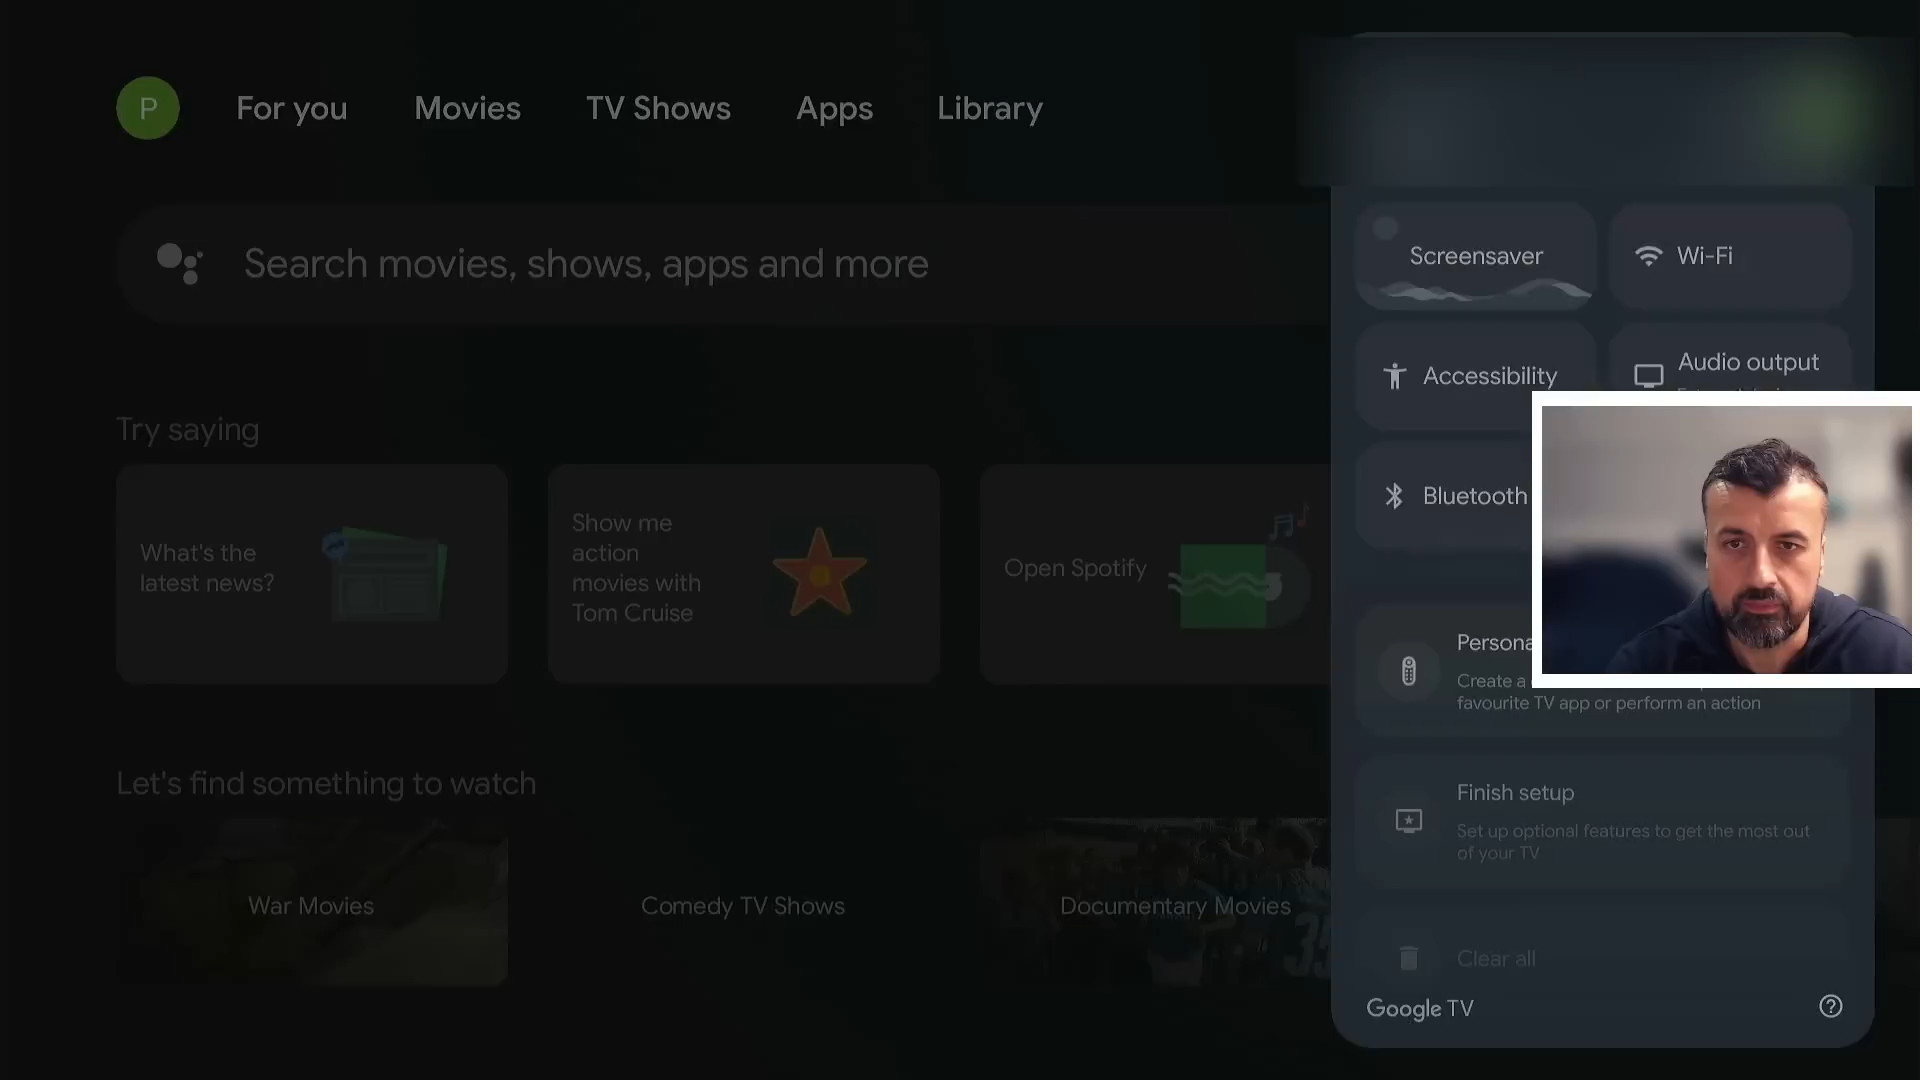 P
For you
Movies
TV Shows
Apps
Library
Search movies, shows, apps and more
Screensaver
Wi-Fi
Accessibility
Audio output
Bluetooth
Try saying
What's the
latest news?
Show me
action
movies with
Tom Cruise
Open Spotify
Create a
favourite TV app or perform an action
Let's find something to watch
War Movies
Comedy TV Shows
Documentary Movies
35
Finish setup
Set up optional features to get the most out
of your TV
Clear all
Google TV